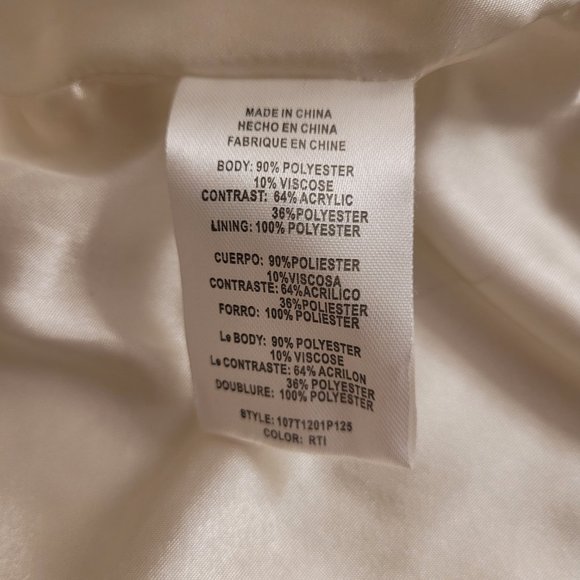 MADE IN CHINA
HECHO EN CHINA
FABRIQUE EN CHINE
BODY: 90% POLYESTER
10% VISCOSE
CONTRAST: 64% ACRYLIC
36%POLYESTER
LINING: 100% POLYESTER
CUERPO: 90%POLIESTER
10%VISCOSA
CONTRASTE: 64% ACRILICO
36%POLIESTER
FORRO: 100% POLIESTER
Le BODY: 90% POLYESTER
10% VISCOSE
Le CONTRASTE: 64% ACRILON
36% POLYESTER
DOUBLURE: 100% POLYESTER
STYLE: 107T1201P125
COLOR: RTI